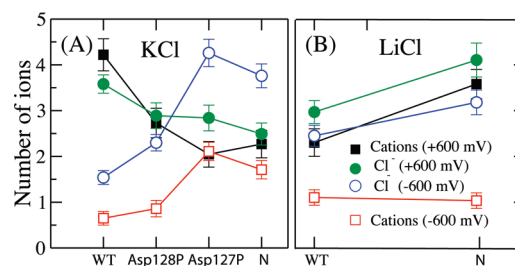 Number of ions
5
4
3
2
1
0
(A) KCl
WT Asp128P Asp127P N
(B) LiCl
Cations (+600 mV)
Cl⁻ (+600 mV)
Cl⁻ (-600 mV)
Cations (-600 mV)
WT N